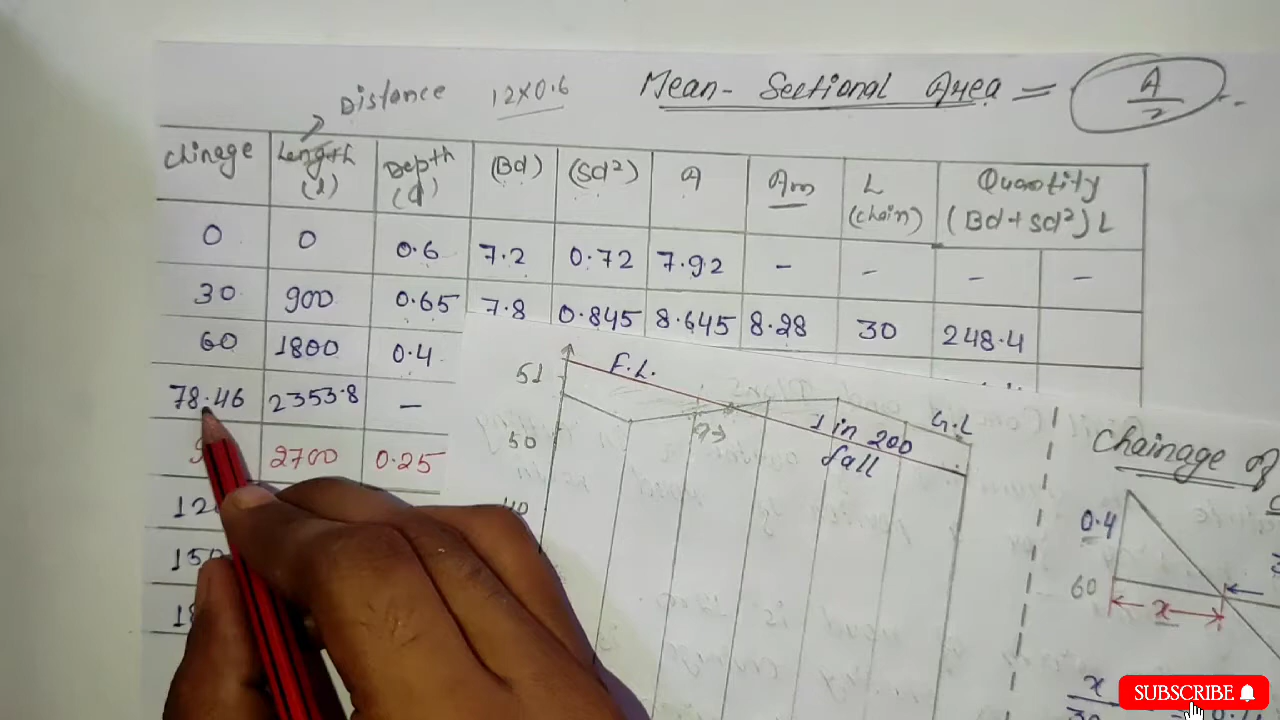 Distance 12x0.6 Mean-Sectional Area = A/2
Chinage Length (l) Depth (d) (Bd) (Sd²) A Am L (chain) Quantity (Bd+Sd²) L
0 0 0.6 7.2 0.72 7.92 - - - -
30 900 0.65 7.8 0.845 8.645 8.28 30 248.4
60 1800 0.4
78.46 2353.8 -
2700 0.25
150
51 F.L.
50 1 in 200 fall G.L
Chainage of
0.4
60 x
x
30
SUBSCRIBE